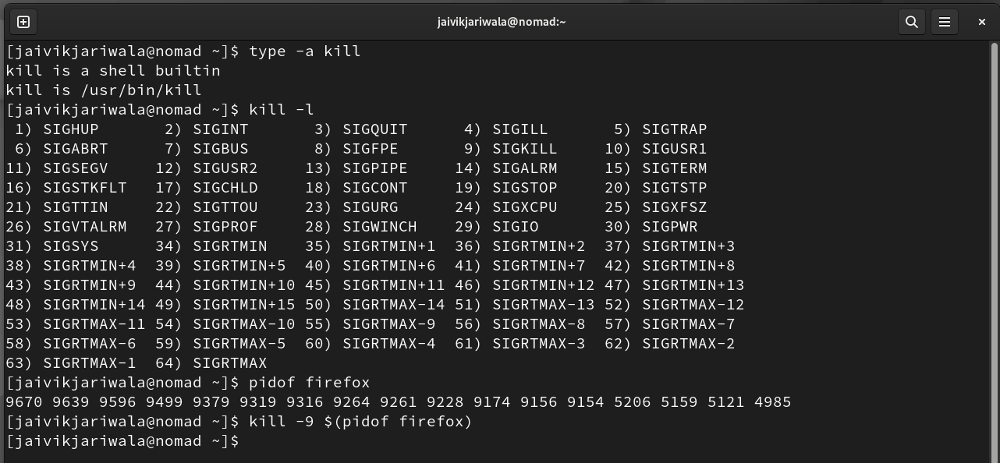 jaivikjariwala@nomad:~
[jaivikjariwala@nomad ~]$ type -a kill
kill is a shell builtin
kill is /usr/bin/kill
[jaivikjariwala@nomad ~]$ kill -l
 1) SIGHUP       2) SIGINT       3) SIGQUIT      4) SIGILL       5) SIGTRAP
 6) SIGABRT      7) SIGBUS       8) SIGFPE       9) SIGKILL     10) SIGUSR1
11) SIGSEGV     12) SIGUSR2     13) SIGPIPE     14) SIGALRM     15) SIGTERM
16) SIGSTKFLT   17) SIGCHLD     18) SIGCONT     19) SIGSTOP     20) SIGTSTP
21) SIGTTIN     22) SIGTTOU     23) SIGURG      24) SIGXCPU     25) SIGXFSZ
26) SIGVTALRM   27) SIGPROF     28) SIGWINCH    29) SIGIO       30) SIGPWR
31) SIGSYS      34) SIGRTMIN    35) SIGRTMIN+1  36) SIGRTMIN+2  37) SIGRTMIN+3
38) SIGRTMIN+4  39) SIGRTMIN+5  40) SIGRTMIN+6  41) SIGRTMIN+7  42) SIGRTMIN+8
43) SIGRTMIN+9  44) SIGRTMIN+10 45) SIGRTMIN+11 46) SIGRTMIN+12 47) SIGRTMIN+13
48) SIGRTMIN+14 49) SIGRTMIN+15 50) SIGRTMAX-14 51) SIGRTMAX-13 52) SIGRTMAX-12
53) SIGRTMAX-11 54) SIGRTMAX-10 55) SIGRTMAX-9  56) SIGRTMAX-8  57) SIGRTMAX-7
58) SIGRTMAX-6  59) SIGRTMAX-5  60) SIGRTMAX-4  61) SIGRTMAX-3  62) SIGRTMAX-2
63) SIGRTMAX-1  64) SIGRTMAX
[jaivikjariwala@nomad ~]$ pidof firefox
9670 9639 9596 9499 9379 9319 9316 9264 9261 9228 9174 9156 9154 5206 5159 5121 4985
[jaivikjariwala@nomad ~]$ kill -9 $(pidof firefox)
[jaivikjariwala@nomad ~]$